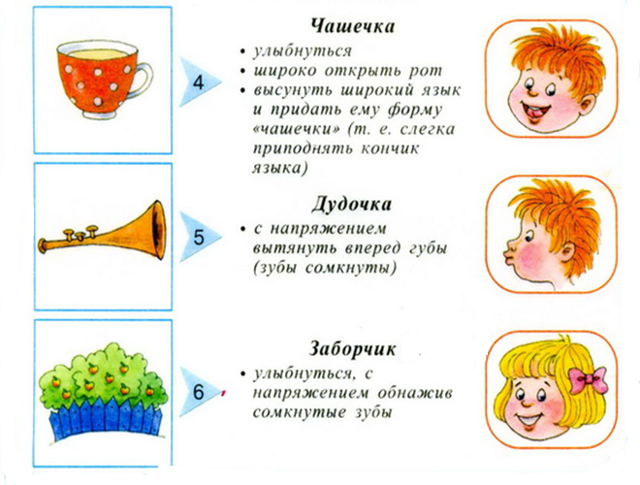 Чашечка
4
• улыбнуться
• широко открыть рот
• высунуть широкий язык
и придать ему форму
«чашечки» (т. е. слегка
приподнять кончик
языка)
Дудочка
5
• с напряжением
вытянуть вперед губы
(зубы сомкнуты)
Заборчик
6
• улыбнуться, с
напряжением обнажив
сомкнутые зубы